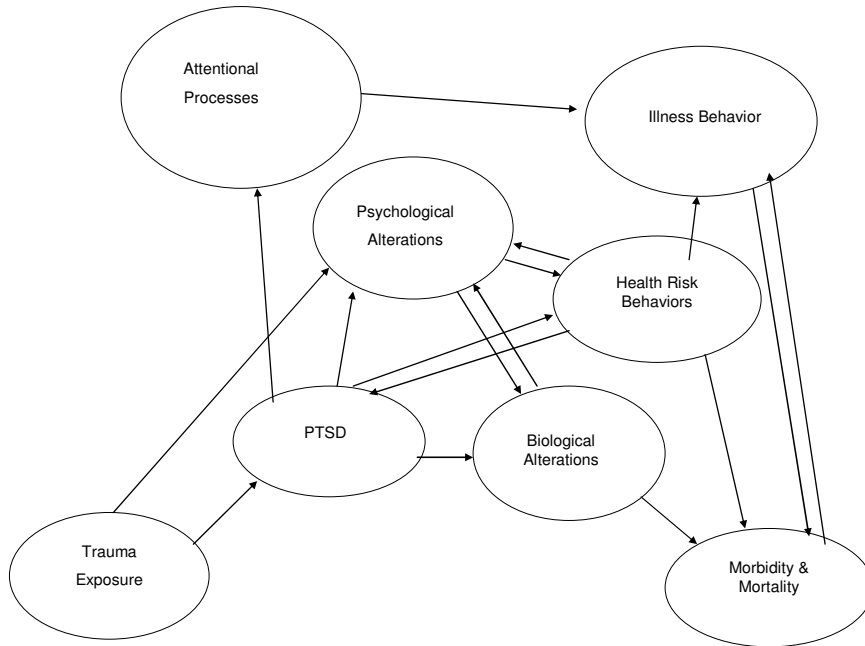 Attentional
Processes
Illness Behavior
Psychological
Alterations
Health Risk
Behaviors
PTSD
Biological
Alterations
Trauma
Exposure
Morbidity &
Mortality